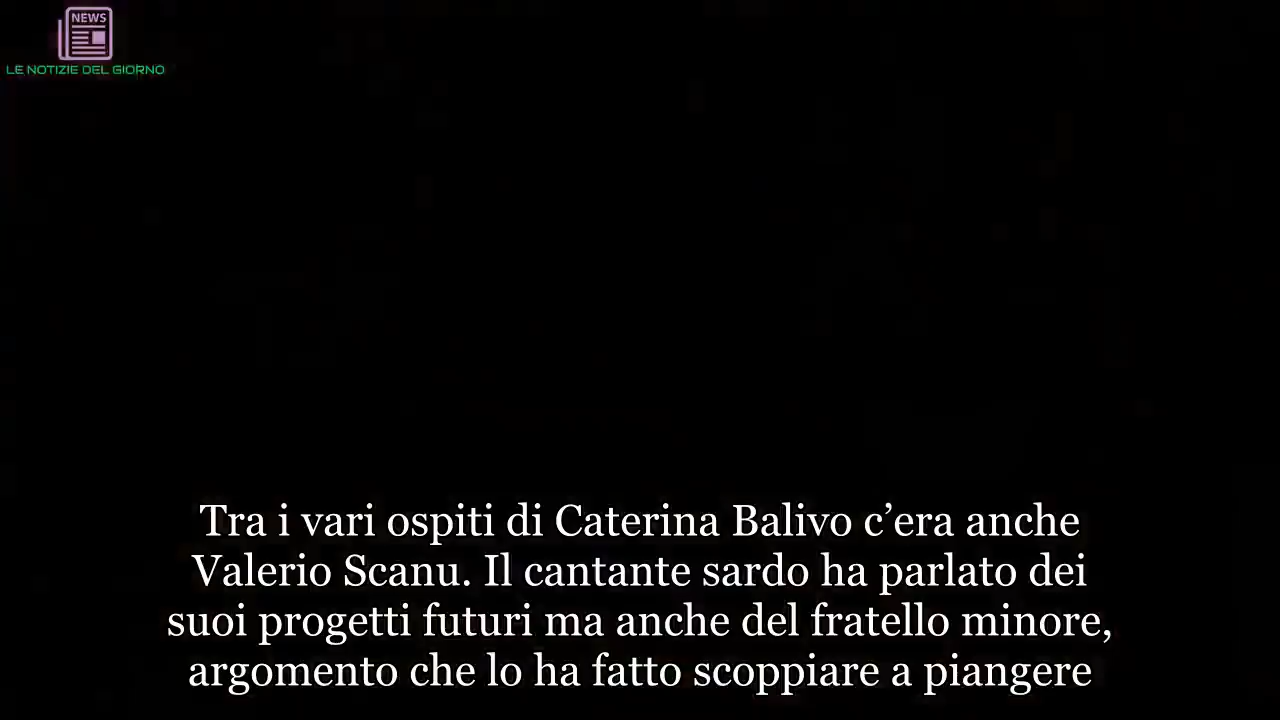 NEWS
LE NOTIZIE DEL GIORNO
Tra i vari ospiti di Caterina Balivo c’era anche
Valerio Scanu. Il cantante sardo ha parlato dei
suoi progetti futuri ma anche del fratello minore,
argomento che lo ha fatto scoppiare a piangere